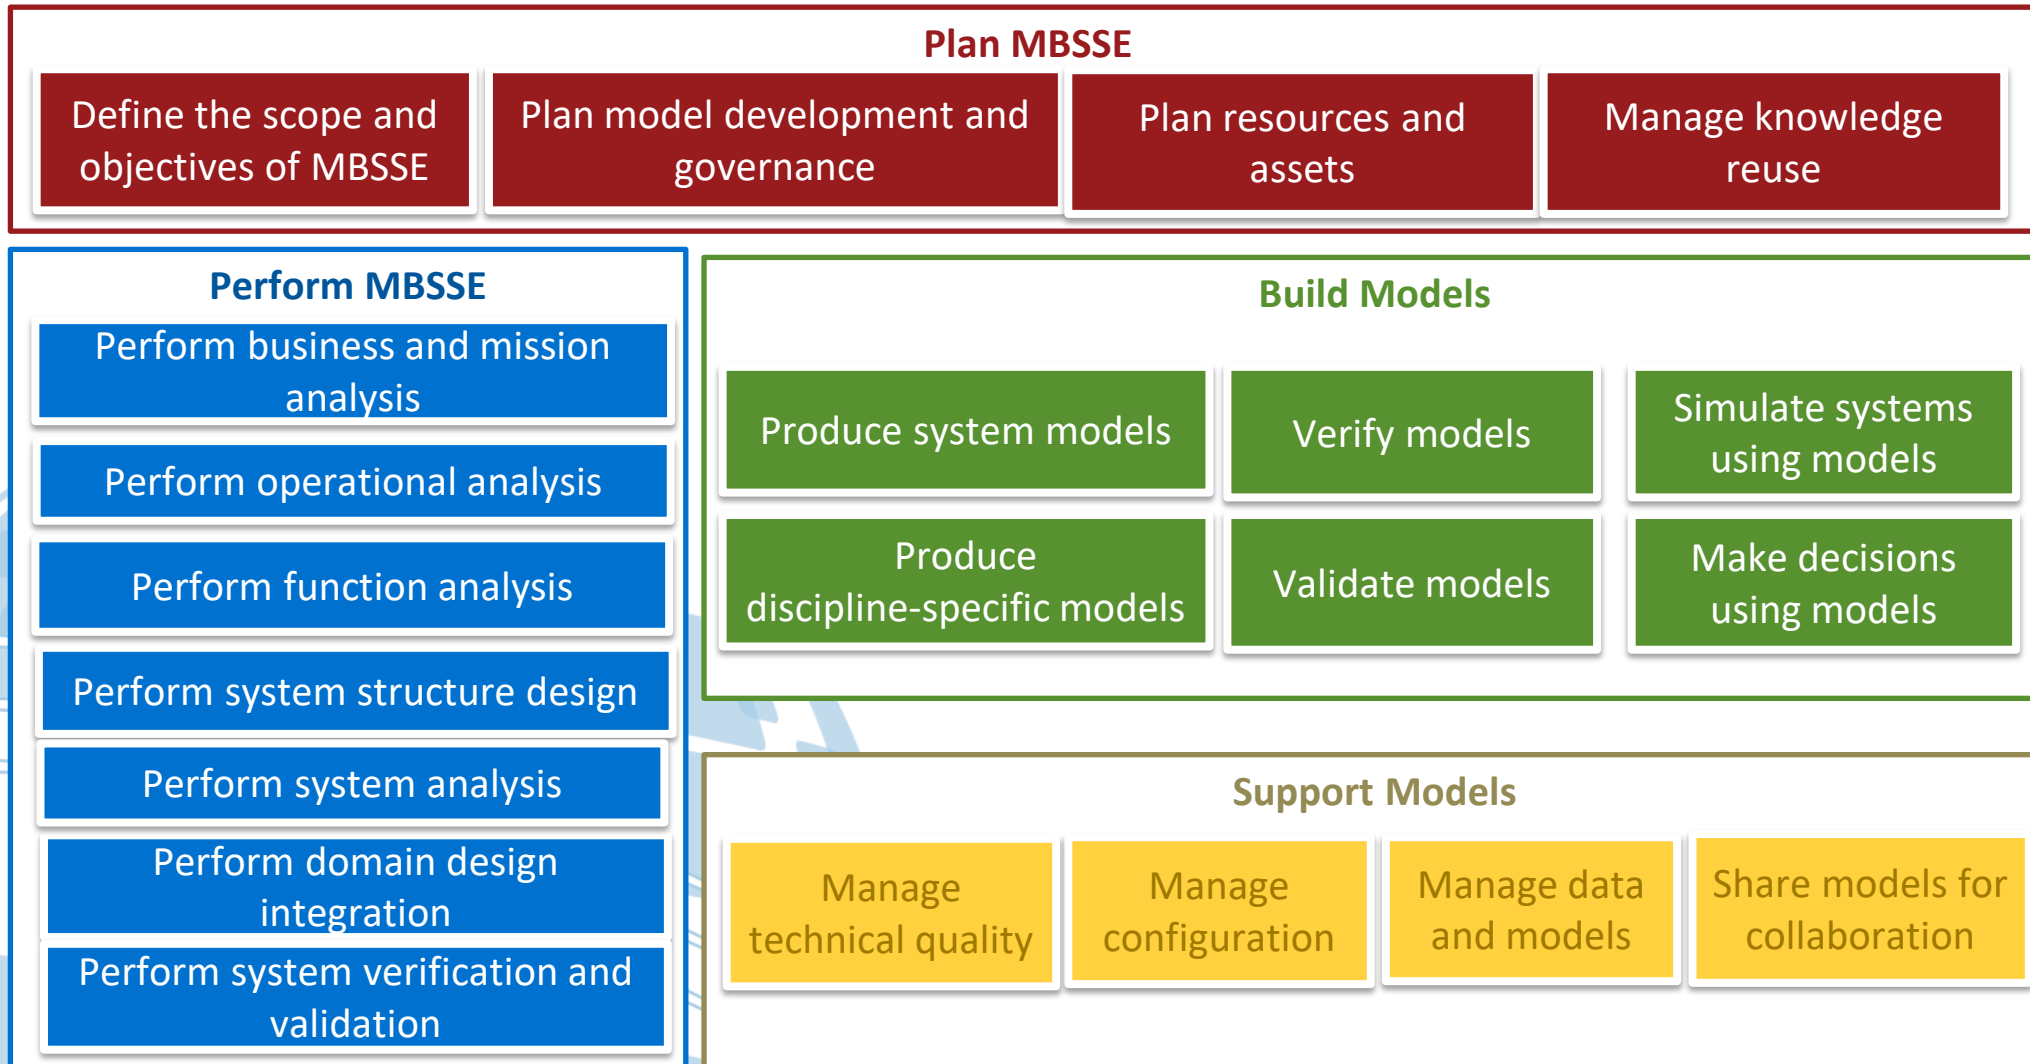 Plan MBSSE
Define the scope and
objectives of MBSSE
Plan model development and
governance
Plan resources and
assets
Manage knowledge
reuse
Perform MBSSE
Perform business and mission
analysis
Perform operational analysis
Perform function analysis
Perform system structure design
Perform system analysis
Perform domain design
integration
Perform system verification and
validation
Build Models
Produce system models
Verify models
Simulate systems
using models
Produce
discipline-specific models
Validate models
Make decisions
using models
Support Models
Manage
technical quality
Manage
configuration
Manage data
and models
Share models for
collaboration